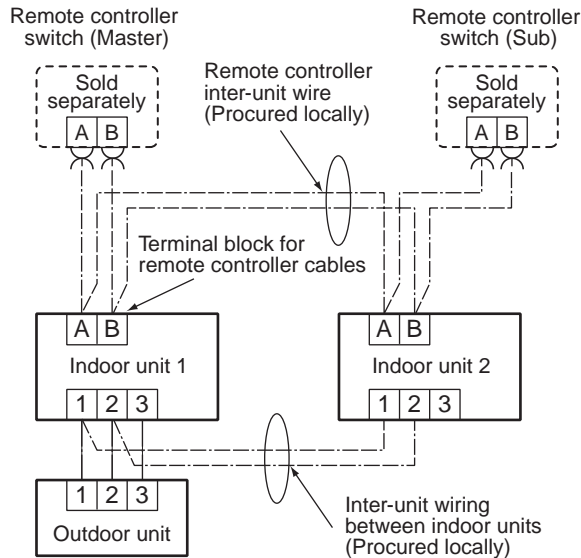 Remote controller
switch (Master)
Remote controller
switch (Sub)
Sold
separately
A B
Remote controller
inter-unit wire
(Procured locally)
Sold
separately
A B
Terminal block for
remote controller cables
A B
Indoor unit 1
1 2 3
A B
Indoor unit 2
1 2 3
1 2 3
Outdoor unit
Inter-unit wiring
between indoor units
(Procured locally)